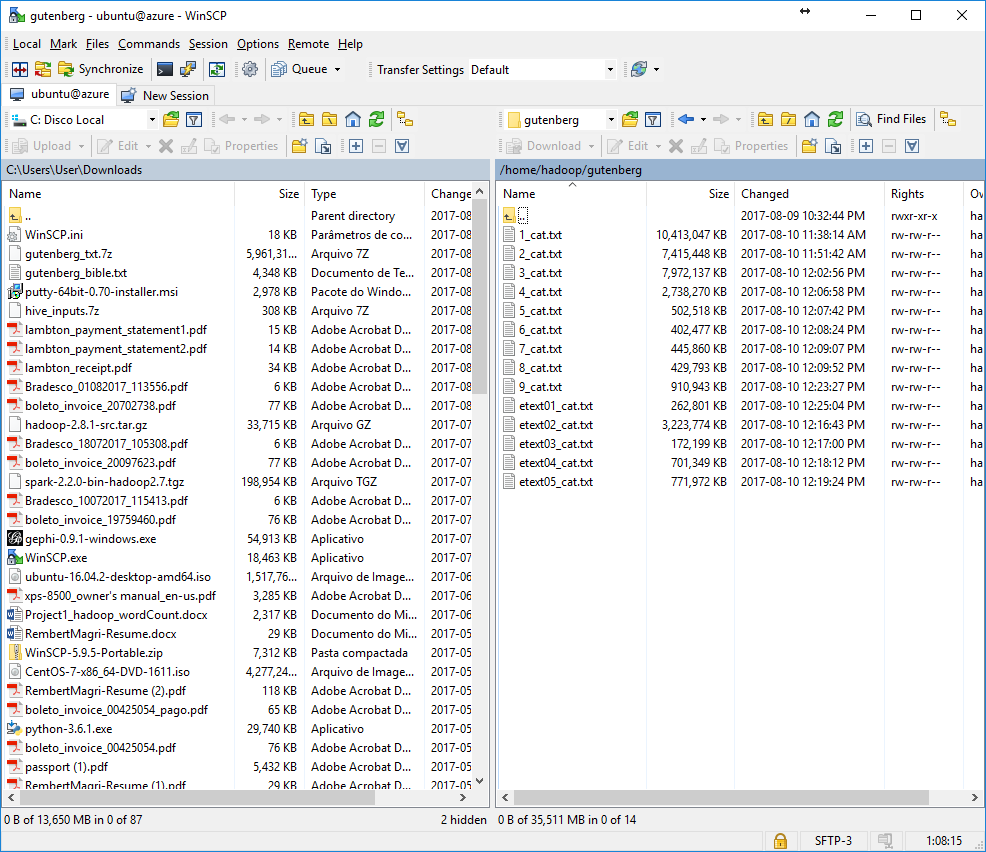 gutenberg - ubuntu@azure - WinSCP
Local Mark Files Commands Session Options Remote Help
Synchronize Queue Transfer Settings Default
ubuntu@azure New Session
C: Disco Local gutenberg Find Files
Upload Edit Properties Download Edit Properties
C:\Users\User\Downloads /home/hadoop/gutenberg
Name Size Type Change Name Size Changed Rights Ov
.. Parent directory 2017-08 .. 2017-08-09 10:32:44 PM rwxr-xr-x ha
WinSCP.ini 18 KB Parâmetros de co... 2017-08 1_cat.txt 10,413,047 KB 2017-08-10 11:38:14 AM rw-rw-r-- ha
gutenberg_txt.7z 5,961,31... Arquivo 7Z 2017-08 2_cat.txt 7,415,448 KB 2017-08-10 11:51:42 AM rw-rw-r-- ha
gutenberg_bible.txt 4,348 KB Documento de Te... 2017-08 3_cat.txt 7,972,137 KB 2017-08-10 12:02:56 PM rw-rw-r-- ha
putty-64bit-0.70-installer.msi 2,978 KB Pacote do Windo... 2017-08 4_cat.txt 2,738,270 KB 2017-08-10 12:06:58 PM rw-rw-r-- ha
hive_inputs.7z 308 KB Arquivo 7Z 2017-08 5_cat.txt 502,518 KB 2017-08-10 12:07:42 PM rw-rw-r-- ha
lambton_payment_statement1.pdf 15 KB Adobe Acrobat D... 2017-08 6_cat.txt 402,477 KB 2017-08-10 12:08:24 PM rw-rw-r-- ha
lambton_payment_statement2.pdf 14 KB Adobe Acrobat D... 2017-08 7_cat.txt 445,860 KB 2017-08-10 12:09:07 PM rw-rw-r-- ha
lambton_receipt.pdf 34 KB Adobe Acrobat D... 2017-08 8_cat.txt 429,793 KB 2017-08-10 12:09:52 PM rw-rw-r-- ha
Bradesco_01082017_113556.pdf 6 KB Adobe Acrobat D... 2017-08 9_cat.txt 910,943 KB 2017-08-10 12:23:27 PM rw-rw-r-- ha
boleto_invoice_20702738.pdf 77 KB Adobe Acrobat D... 2017-08 etext01_cat.txt 262,801 KB 2017-08-10 12:25:04 PM rw-rw-r-- ha
hadoop-2.8.1-src.tar.gz 33,715 KB Arquivo GZ 2017-07 etext02_cat.txt 3,223,774 KB 2017-08-10 12:16:43 PM rw-rw-r-- ha
Bradesco_18072017_105308.pdf 6 KB Adobe Acrobat D... 2017-07 etext03_cat.txt 172,199 KB 2017-08-10 12:17:00 PM rw-rw-r-- ha
boleto_invoice_20097623.pdf 77 KB Adobe Acrobat D... 2017-07 etext04_cat.txt 701,349 KB 2017-08-10 12:18:12 PM rw-rw-r-- ha
spark-2.2.0-bin-hadoop2.7.tgz 198,954 KB Arquivo TGZ 2017-07 etext05_cat.txt 771,972 KB 2017-08-10 12:19:24 PM rw-rw-r-- ha
Bradesco_10072017_115413.pdf 6 KB Adobe Acrobat D... 2017-07
boleto_invoice_19759460.pdf 76 KB Adobe Acrobat D... 2017-07
gephi-0.9.1-windows.exe 54,913 KB Aplicativo 2017-07
WinSCP.exe 18,463 KB Aplicativo 2017-07
ubuntu-16.04.2-desktop-amd64.iso 1,517,76... Arquivo de Image... 2017-06
xps-8500_owner's manual_en-us.pdf 3,285 KB Adobe Acrobat D... 2017-06
Project1_hadoop_wordCount.docx 2,317 KB Documento do Mi... 2017-06
RembertMagri-Resume.docx 29 KB Documento do Mi... 2017-05
WinSCP-5.9.5-Portable.zip 7,312 KB Pasta compactada 2017-05
CentOS-7-x86_64-DVD-1611.iso 4,277,24... Arquivo de Image... 2017-05
RembertMagri-Resume (2).pdf 118 KB Adobe Acrobat D... 2017-05
boleto_invoice_00425054_pago.pdf 65 KB Adobe Acrobat D... 2017-05
python-3.6.1.exe 29,740 KB Aplicativo 2017-05
boleto_invoice_00425054.pdf 76 KB Adobe Acrobat D... 2017-05
passport (1).pdf 5,432 KB Adobe Acrobat D... 2017-05
RembertMagri-Resume (1).pdf 29 KB Adobe Acrobat D... 2017-05
0 B of 13,650 MB in 0 of 87 2 hidden 0 B of 35,511 MB in 0 of 14
SFTP-3 1:08:15